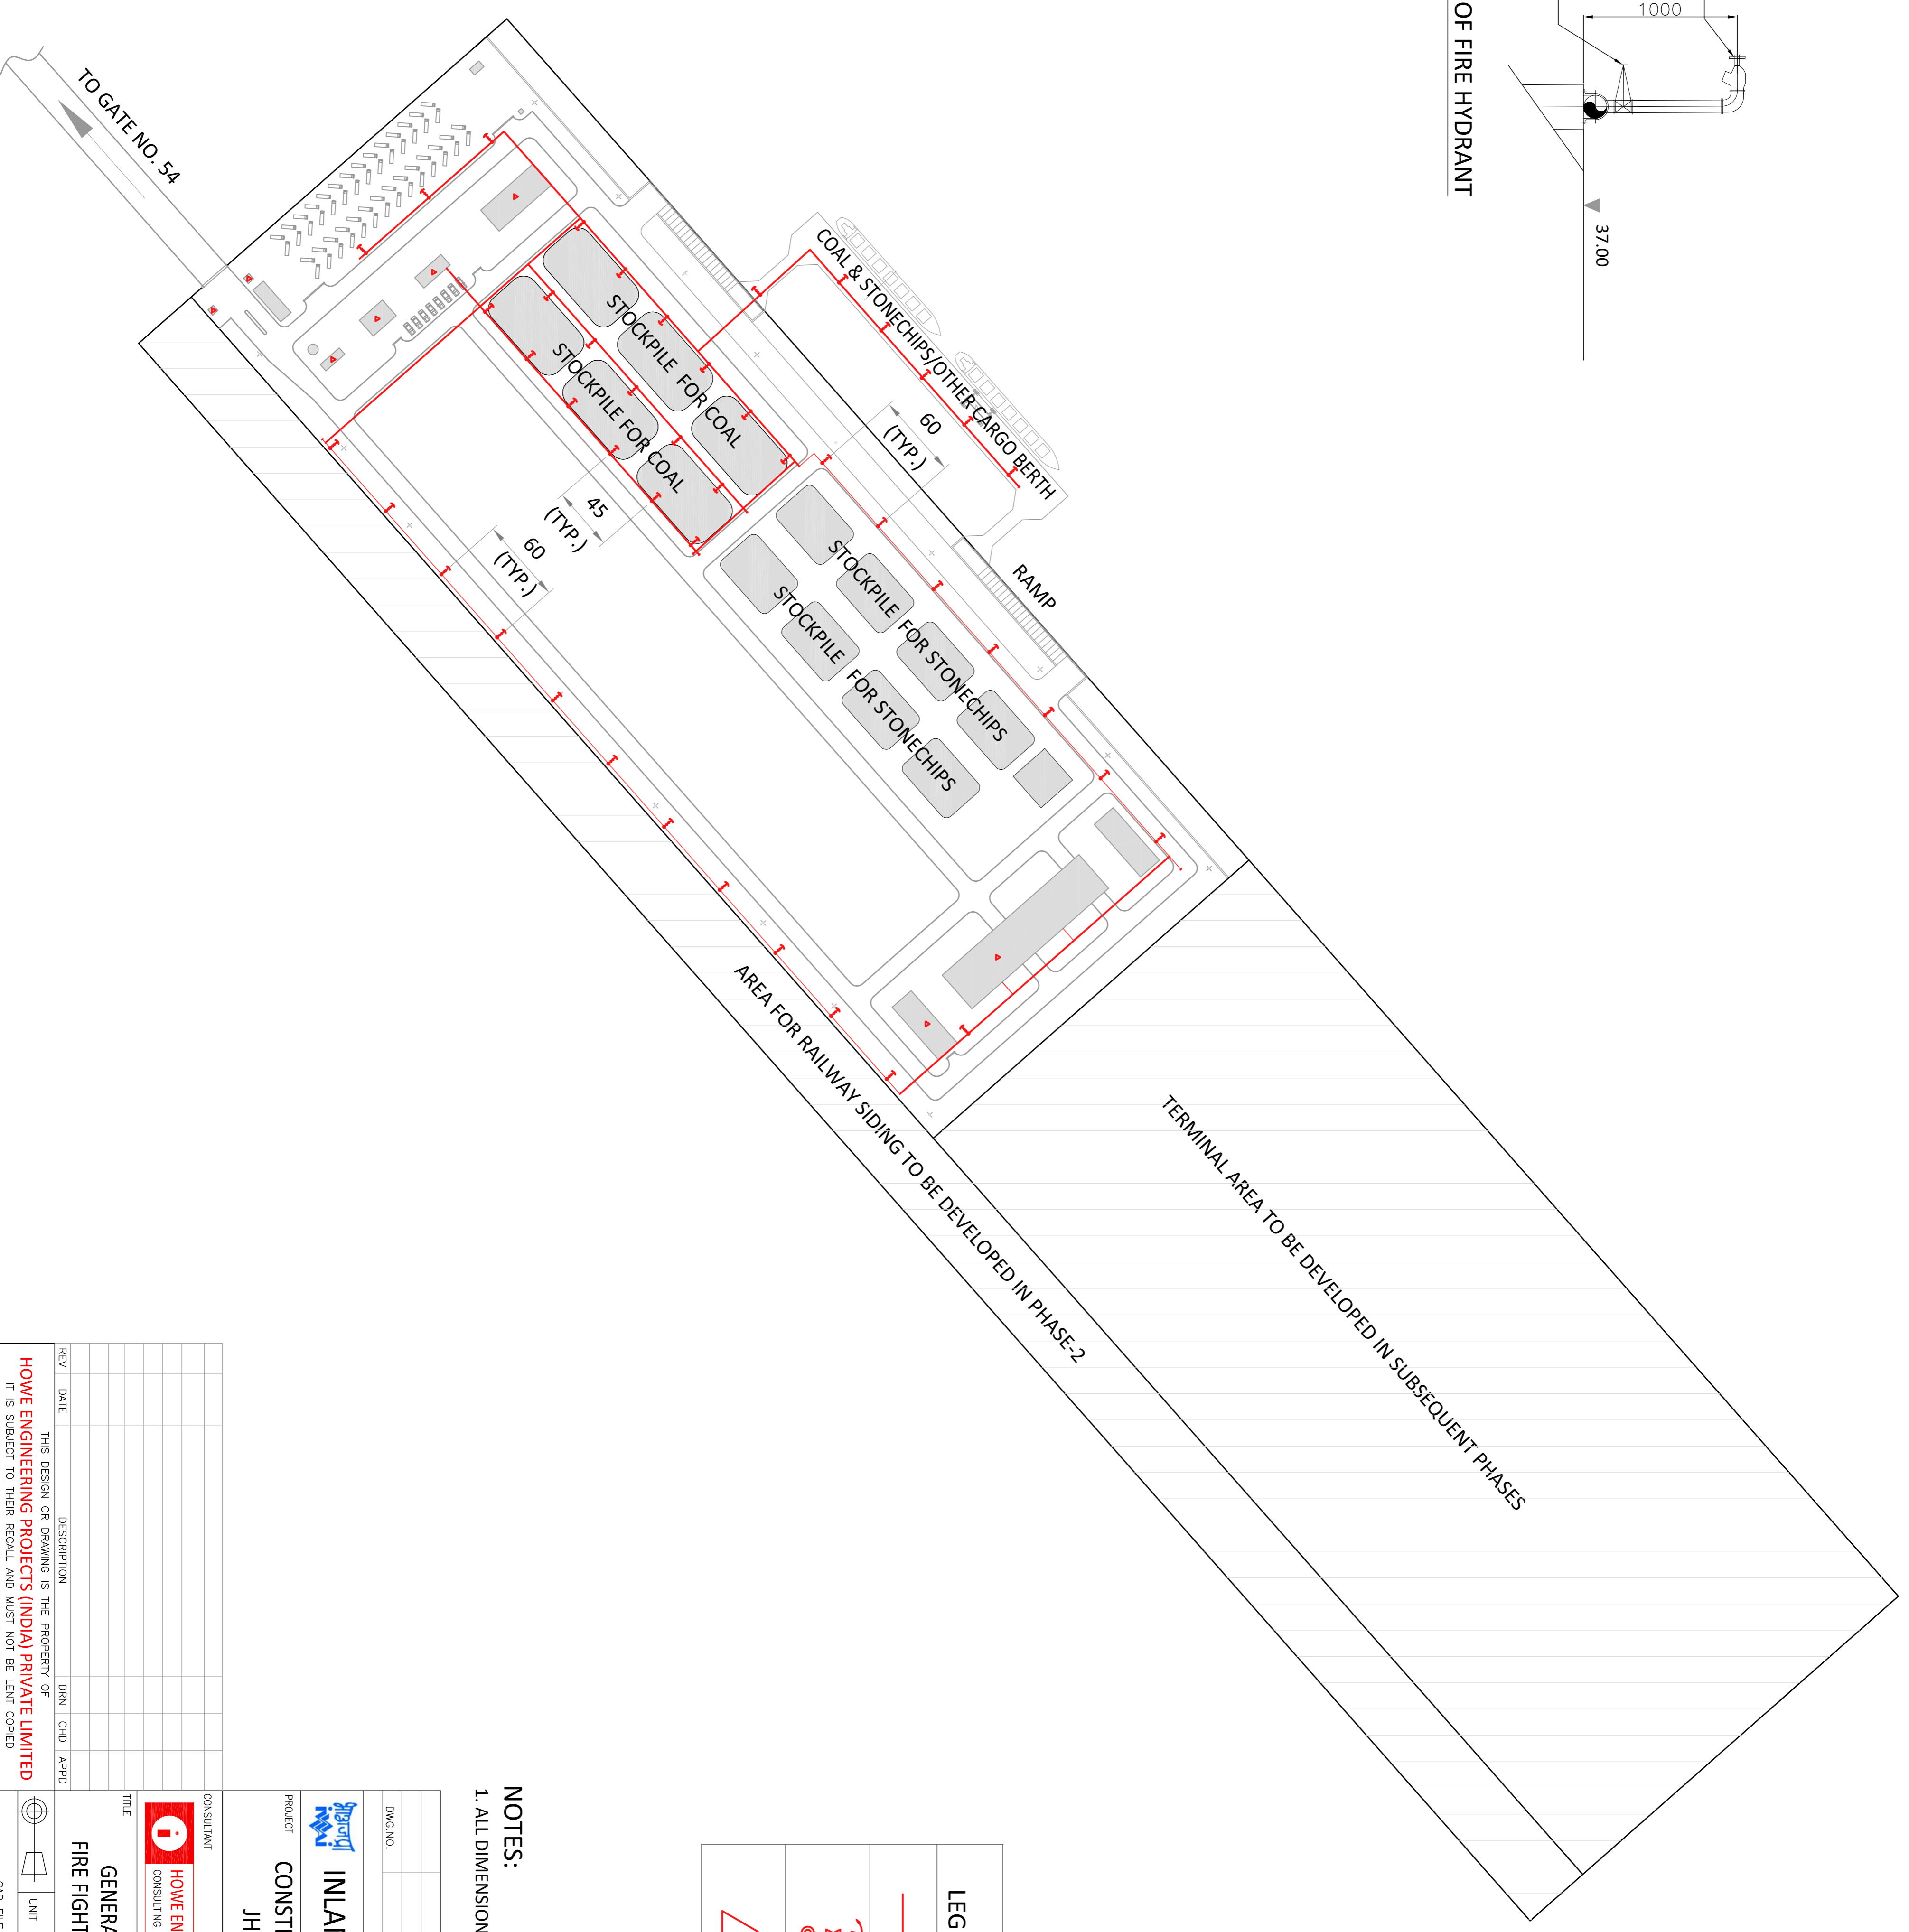 OF FIRE HYDRANT
1000
37.00
TO GATE NO. 54
COAL & STONECHIPS/OTHER CARGO BERTH
RAMP
60
(TYP.)
STOCKPILE FOR COAL
STOCKPILE FOR COAL
45
(TYP.)
60
(TYP.)
STOCKPILE FOR STONECHIPS
STOCKPILE FOR STONECHIPS
AREA FOR RAILWAY SIDING TO BE DEVELOPED IN PHASE-2
TERMINAL AREA TO BE DEVELOPED IN SUBSEQUENT PHASES
LEG
NOTES:
1. ALL DIMENSION
DWG.NO.
INLA
PROJECT
CONST
JH
CONSULTANT
HOWE EN
CONSULTING
TITLE
GENERA
FIRE FIGHT
UNIT
REV DATE DESCRIPTION DRN CHD APPD
THIS DESIGN OR DRAWING IS THE PROPERTY OF
HOWE ENGINEERING PROJECTS (INDIA) PRIVATE LIMITED
IT IS SUBJECT TO THEIR RECALL AND MUST NOT BE LENT COPIED